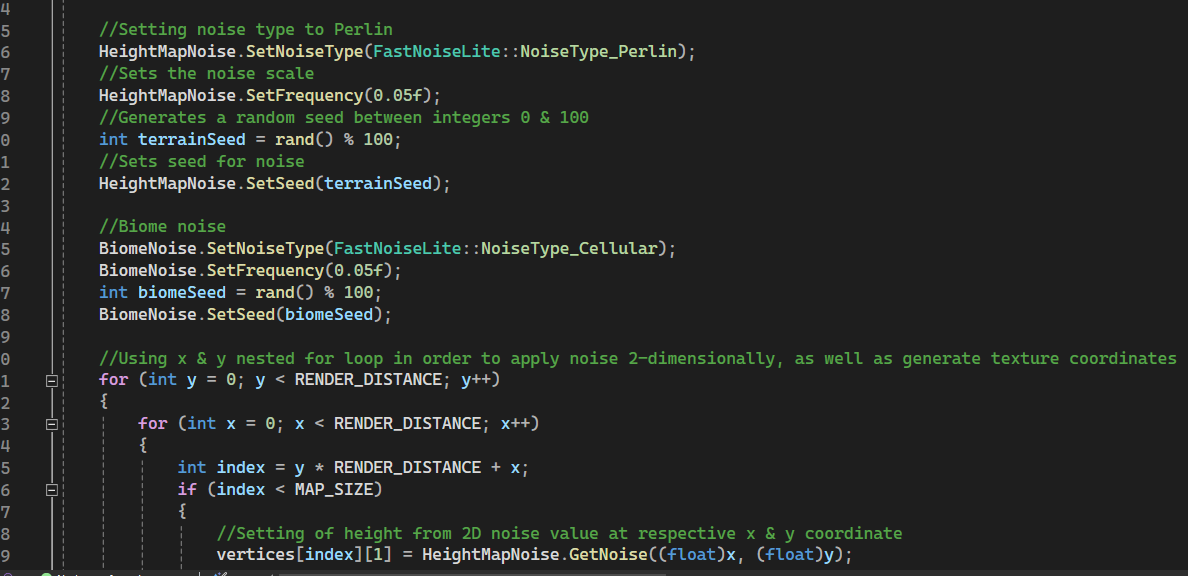 4
5 //Setting noise type to Perlin
6 HeightMapNoise.SetNoiseType(FastNoiseLite::NoiseType_Perlin);
7 //Sets the noise scale
8 HeightMapNoise.SetFrequency(0.05f);
9 //Generates a random seed between integers 0 & 100
0 int terrainSeed = rand() % 100;
1 //Sets seed for noise
2 HeightMapNoise.SetSeed(terrainSeed);
3
4 //Biome noise
5 BiomeNoise.SetNoiseType(FastNoiseLite::NoiseType_Cellular);
6 BiomeNoise.SetFrequency(0.05f);
7 int biomeSeed = rand() % 100;
8 BiomeNoise.SetSeed(biomeSeed);
9
0 //Using x & y nested for loop in order to apply noise 2-dimensionally, as well as generate texture coordinates
1 for (int y = 0; y < RENDER_DISTANCE; y++)
2 {
3 for (int x = 0; x < RENDER_DISTANCE; x++)
4 {
5 int index = y * RENDER_DISTANCE + x;
6 if (index < MAP_SIZE)
7 {
8 //Setting of height from 2D noise value at respective x & y coordinate
9 vertices[index][1] = HeightMapNoise.GetNoise((float)x, (float)y);